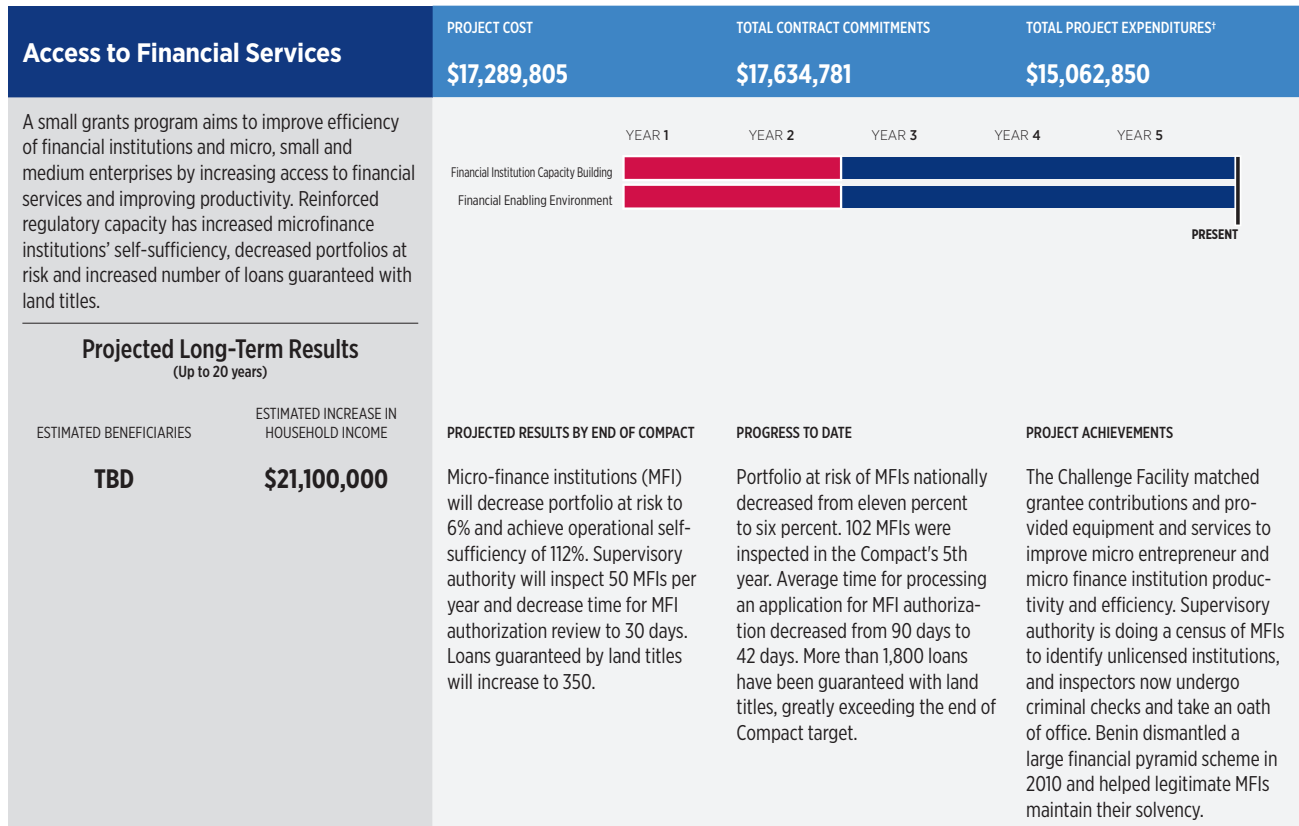 Access to Financial Services
PROJECT COST
$17,289,805
TOTAL CONTRACT COMMITMENTS
$17,634,781
TOTAL PROJECT EXPENDITURES†
$15,062,850
A small grants program aims to improve efficiency
of financial institutions and micro, small and
medium enterprises by increasing access to financial
services and improving productivity. Reinforced
regulatory capacity has increased microfinance
institutions’ self-sufficiency, decreased portfolios at
risk and increased number of loans guaranteed with
land titles.
Projected Long-Term Results
(Up to 20 years)
ESTIMATED BENEFICIARIES
TBD
ESTIMATED INCREASE IN
HOUSEHOLD INCOME
$21,100,000
YEAR 1 YEAR 2 YEAR 3 YEAR 4 YEAR 5
Financial Institution Capacity Building
Financial Enabling Environment
PRESENT
PROJECTED RESULTS BY END OF COMPACT
Micro-finance institutions (MFI)
will decrease portfolio at risk to
6% and achieve operational self-
sufficiency of 112%. Supervisory
authority will inspect 50 MFIs per
year and decrease time for MFI
authorization review to 30 days.
Loans guaranteed by land titles
will increase to 350.
PROGRESS TO DATE
Portfolio at risk of MFIs nationally
decreased from eleven percent
to six percent. 102 MFIs were
inspected in the Compact's 5th
year. Average time for processing
an application for MFI authoriza-
tion decreased from 90 days to
42 days. More than 1,800 loans
have been guaranteed with land
titles, greatly exceeding the end of
Compact target.
PROJECT ACHIEVEMENTS
The Challenge Facility matched
grantee contributions and pro-
vided equipment and services to
improve micro entrepreneur and
micro finance institution produc-
tivity and efficiency. Supervisory
authority is doing a census of MFIs
to identify unlicensed institutions,
and inspectors now undergo
criminal checks and take an oath
of office. Benin dismantled a
large financial pyramid scheme in
2010 and helped legitimate MFIs
maintain their solvency.